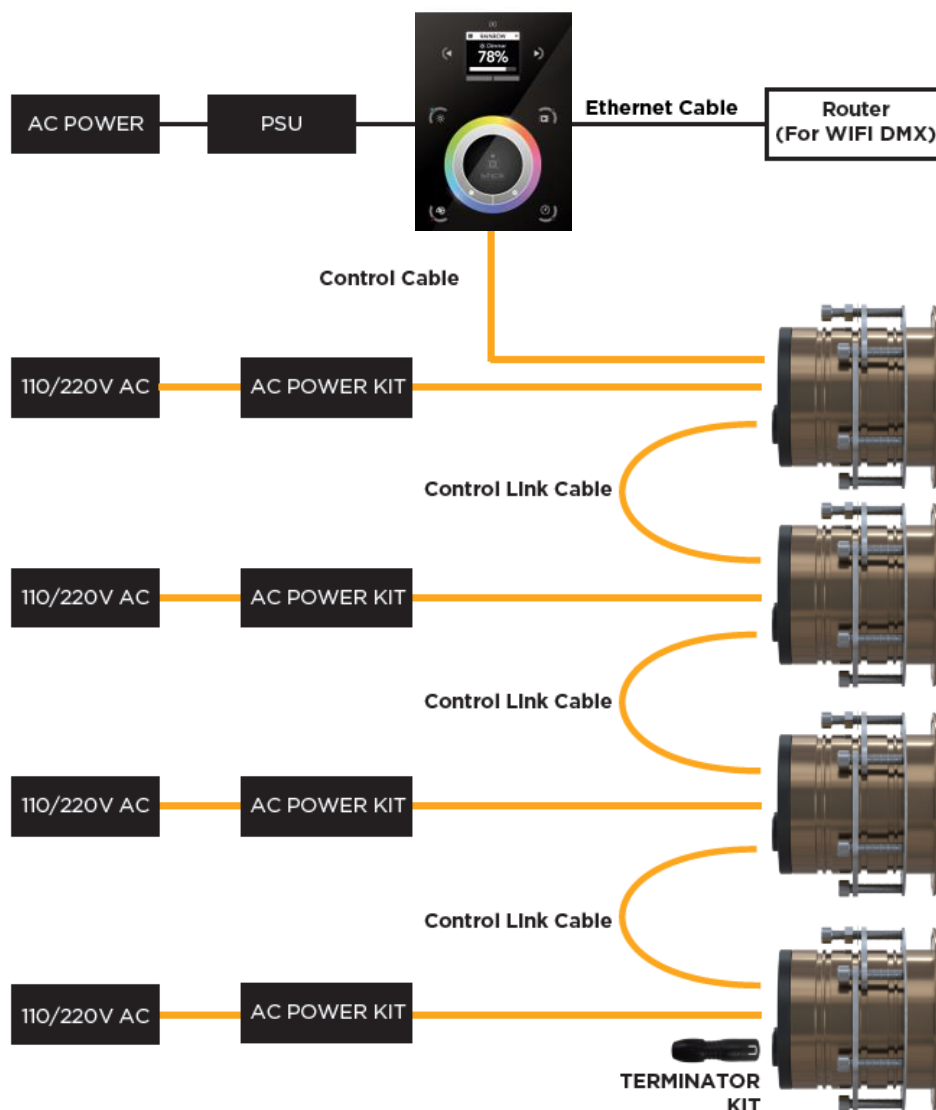 RAINBOW
Dimmer
78%
AC POWER
PSU
Ethernet Cable
Router
(For WIFI DMX)
Control Cable
110/220V AC
AC POWER KIT
Control Link Cable
110/220V AC
AC POWER KIT
Control Link Cable
110/220V AC
AC POWER KIT
Control Link Cable
110/220V AC
AC POWER KIT
TERMINATOR
KIT